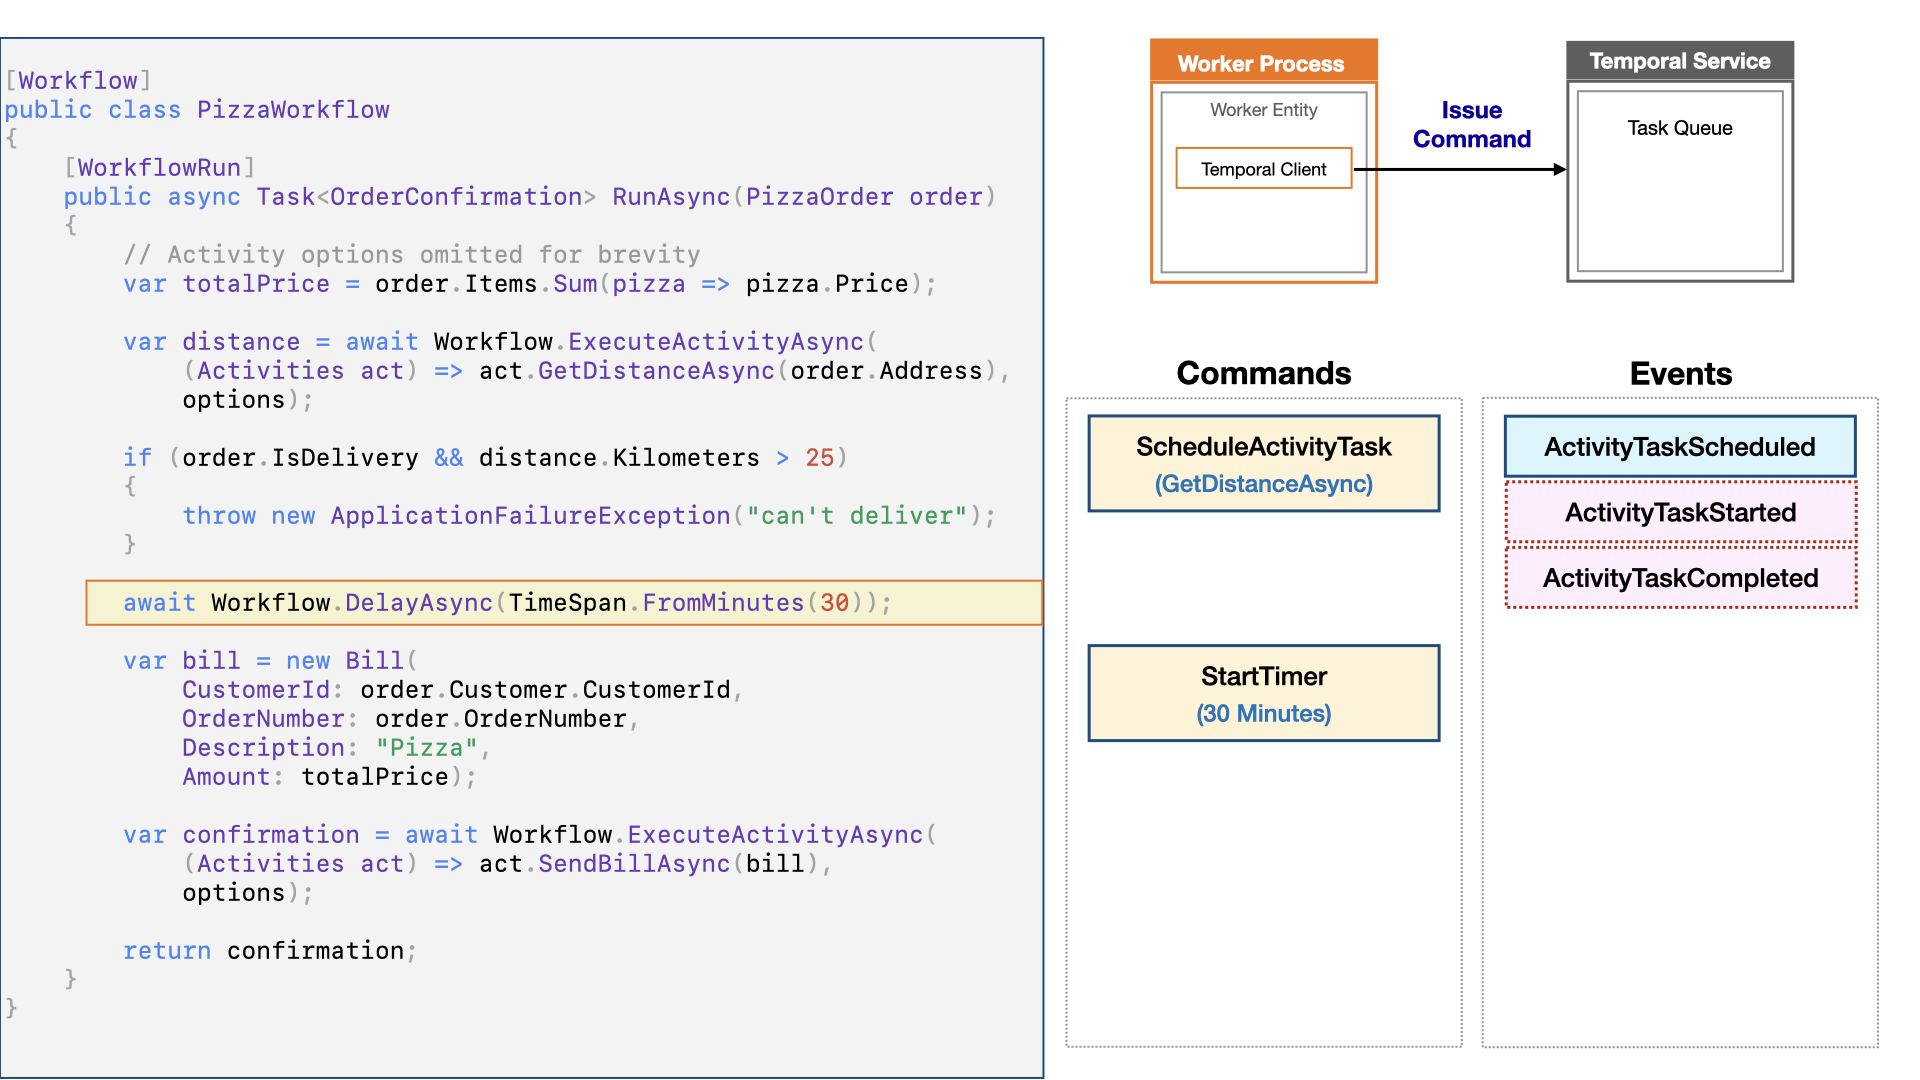 [Workflow]
public class PizzaWorkflow
{
    [WorkflowRun]
    public async Task<OrderConfirmation> RunAsync(PizzaOrder order)
    {
        // Activity options omitted for brevity
        var totalPrice = order.Items.Sum(pizza => pizza.Price);

        var distance = await Workflow.ExecuteActivityAsync(
            (Activities act) => act.GetDistanceAsync(order.Address),
            options);

        if (order.IsDelivery && distance.Kilometers > 25)
        {
            throw new ApplicationFailureException("can't deliver");
        }

        await Workflow.DelayAsync(TimeSpan.FromMinutes(30));

        var bill = new Bill(
            CustomerId: order.Customer.CustomerId,
            OrderNumber: order.OrderNumber,
            Description: "Pizza",
            Amount: totalPrice);

        var confirmation = await Workflow.ExecuteActivityAsync(
            (Activities act) => act.SendBillAsync(bill),
            options);

        return confirmation;
    }
}
Worker Process
Worker Entity
Temporal Client
Issue
Command
Temporal Service
Task Queue
Commands
ScheduleActivityTask
(GetDistanceAsync)
StartTimer
(30 Minutes)
Events
ActivityTaskScheduled
ActivityTaskStarted
ActivityTaskCompleted